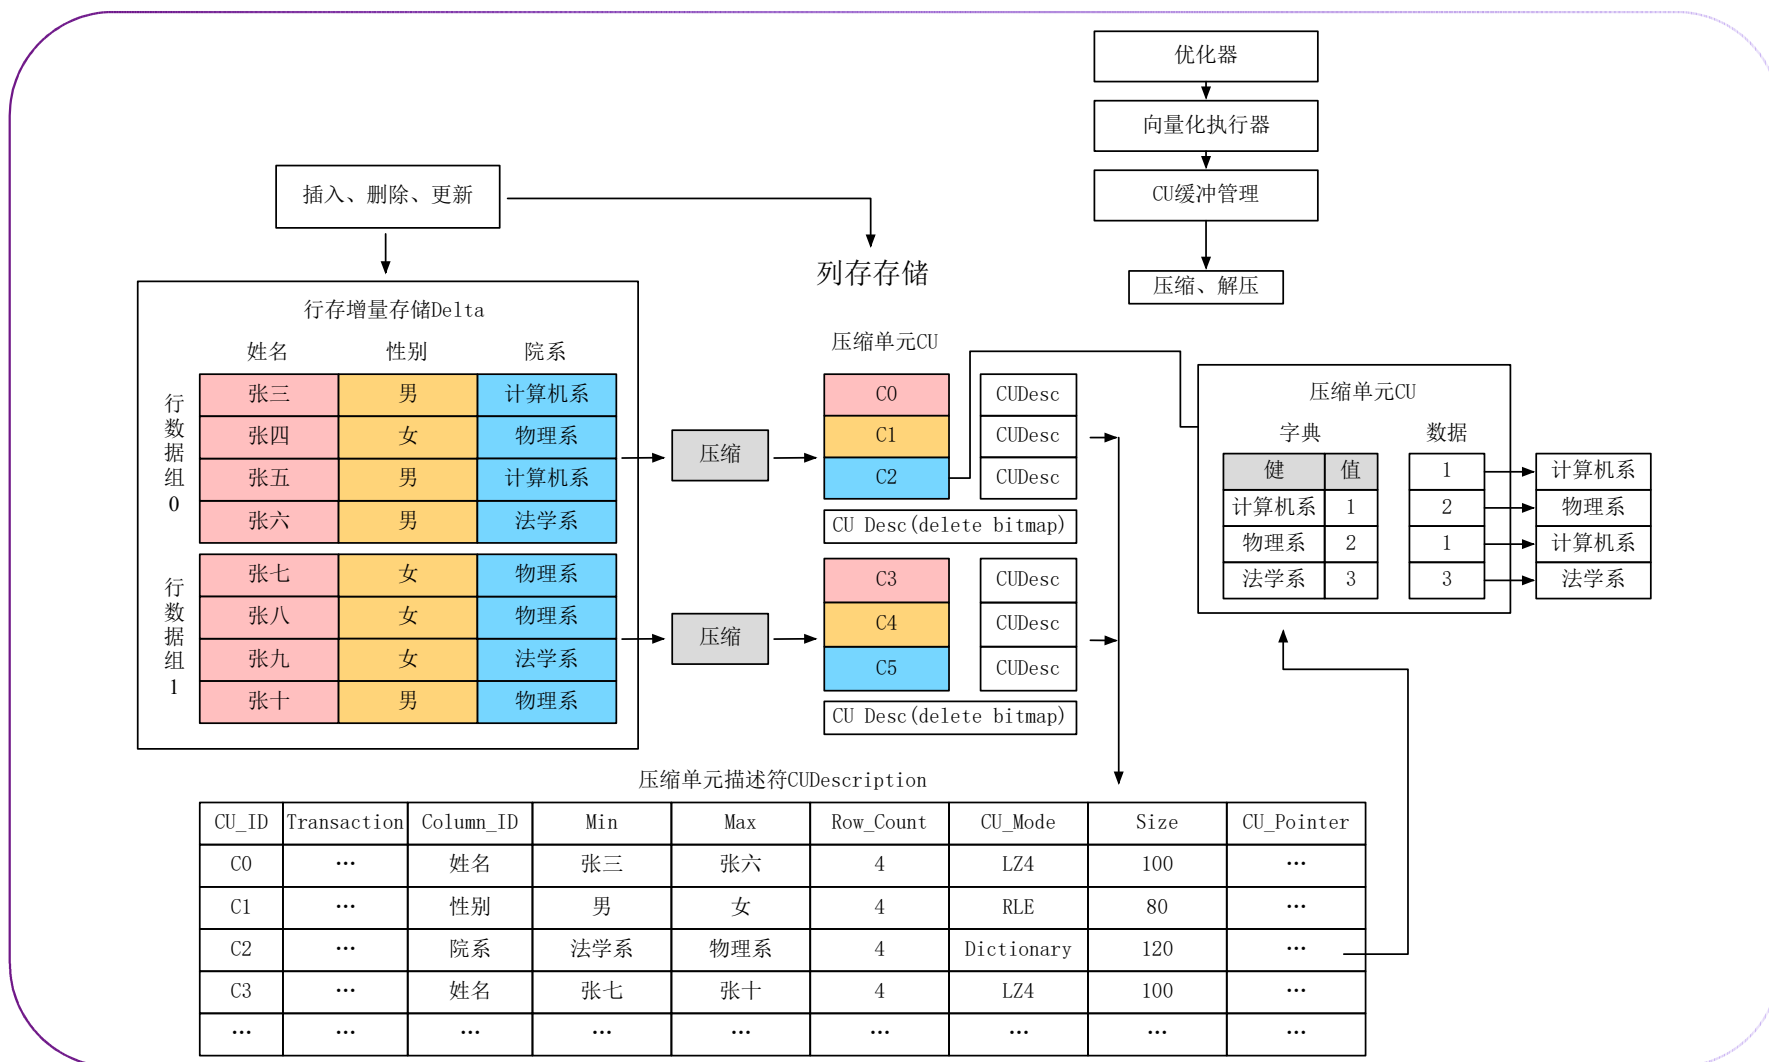 优化器
向量化执行器
CU缓冲管理
压缩、解压
插入、删除、更新
列存存储
行存增量存储Delta
姓名 性别 院系
行数据组0
张三 男 计算机系
张四 女 物理系
张五 男 计算机系
张六 男 法学系
行数据组1
张七 女 物理系
张八 女 物理系
张九 女 法学系
张十 男 物理系
压缩
压缩
压缩单元CU
C0 CUDesc
C1 CUDesc
C2 CUDesc
CU Desc(delete bitmap)
C3 CUDesc
C4 CUDesc
C5 CUDesc
CU Desc(delete bitmap)
压缩单元CU
字典 数据
健 值 1 计算机系
计算机系 1 2 物理系
物理系 2 1 计算机系
法学系 3 3 法学系
压缩单元描述符CUDescription
CU_ID Transaction Column_ID Min Max Row_Count CU_Mode Size CU_Pointer
C0 … 姓名 张三 张六 4 LZ4 100 …
C1 … 性别 男 女 4 RLE 80 …
C2 … 院系 法学系 物理系 4 Dictionary 120 …
C3 … 姓名 张七 张十 4 LZ4 100 …
… … … … … … … … …